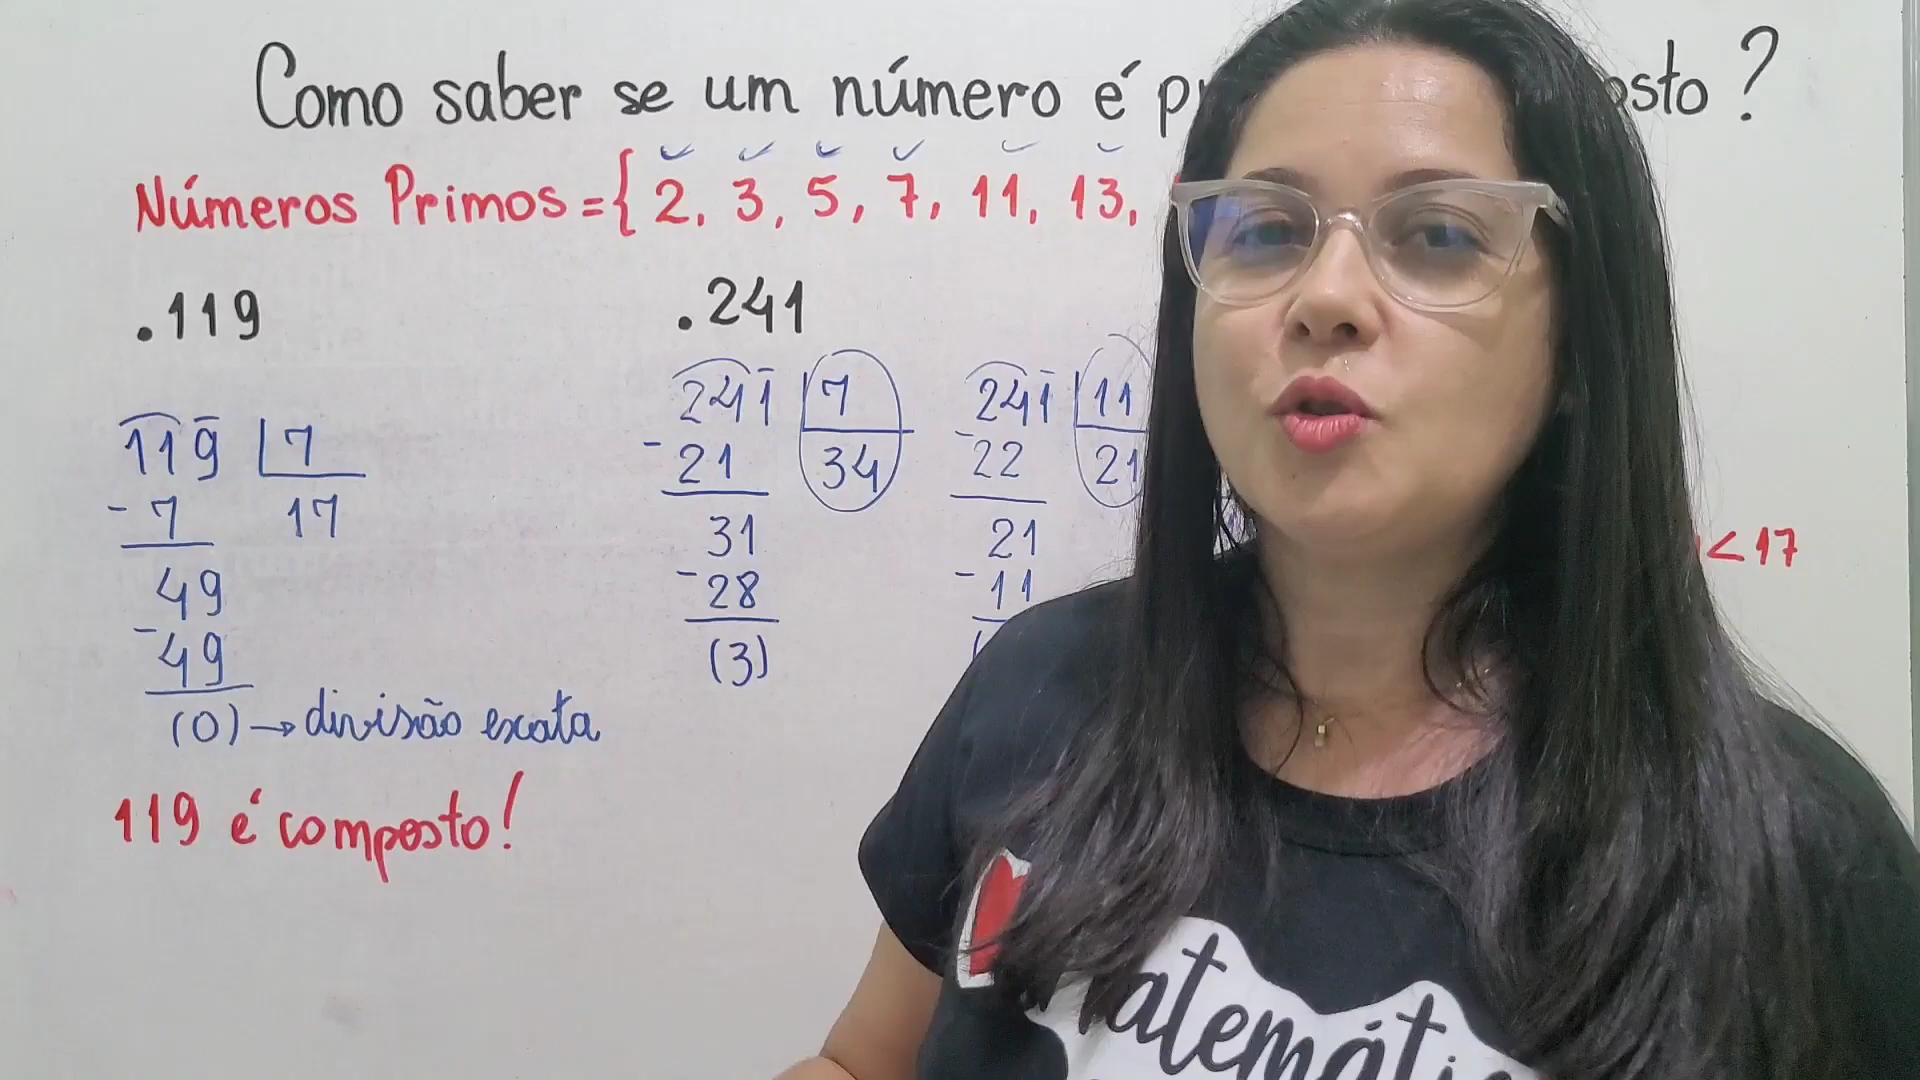 Como saber se um número é pr osto ?
Números Primos = { 2, 3, 5, 7, 11, 13,
. 119
. 241
119 7
- 7 17
49
- 49
(0) → divisão exata
119 é composto!
241 7
- 21 34
31
- 28
(3)
241 11
- 22 21
21
- 11
(
< 17
Matemáti